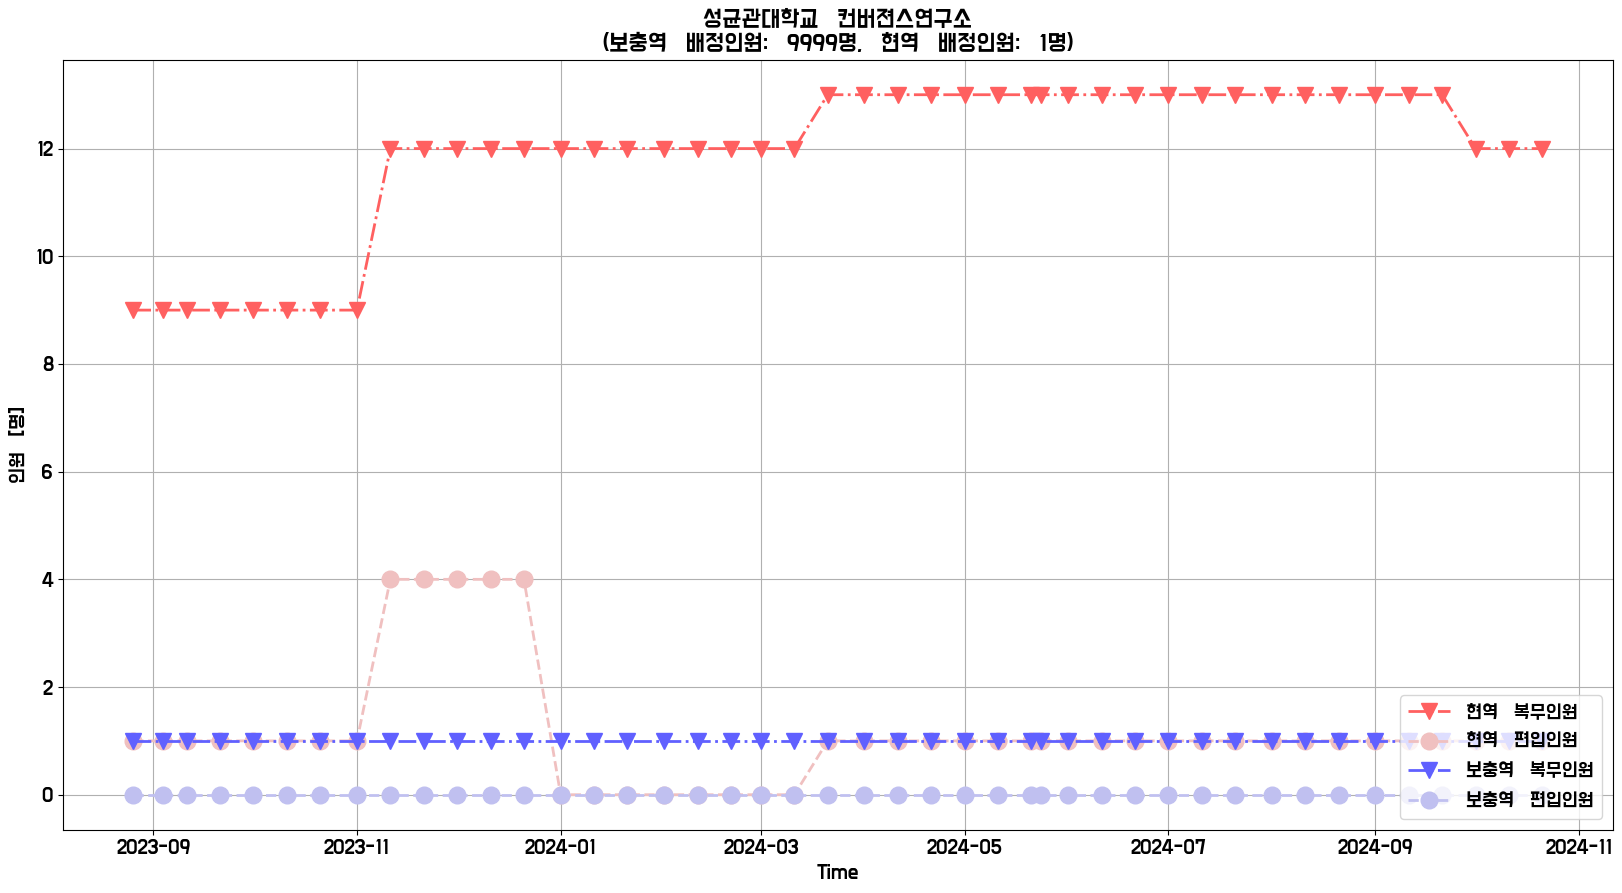 성균관대학교 컨버젼스연구소
(보충역 배정인원: 9999명, 현역 배정인원: 1명)
12
10
8
6
4
2
0
인원 [명]
2023-09
2023-11
2024-01
2024-03
2024-05
2024-07
2024-09
2024-11
Time
현역 복무인원
현역 편입인원
보충역 복무인원
보충역 편입인원